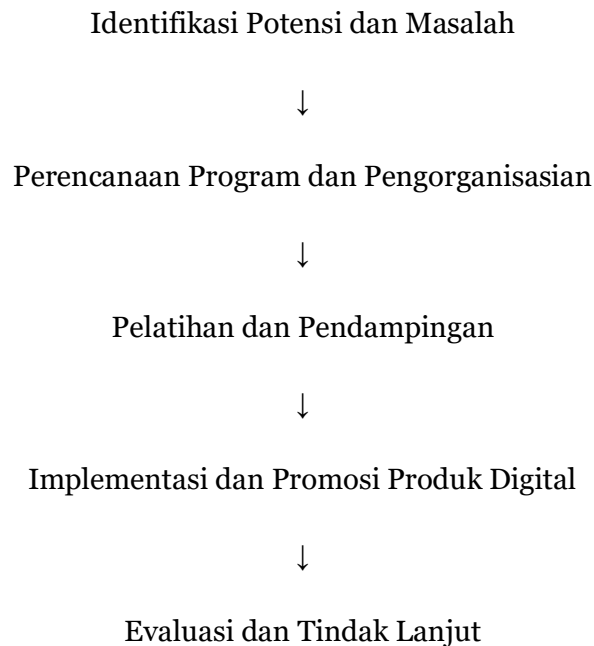 Identifikasi Potensi dan Masalah
↓
Perencanaan Program dan Pengorganisasian
↓
Pelatihan dan Pendampingan
↓
Implementasi dan Promosi Produk Digital
↓
Evaluasi dan Tindak Lanjut